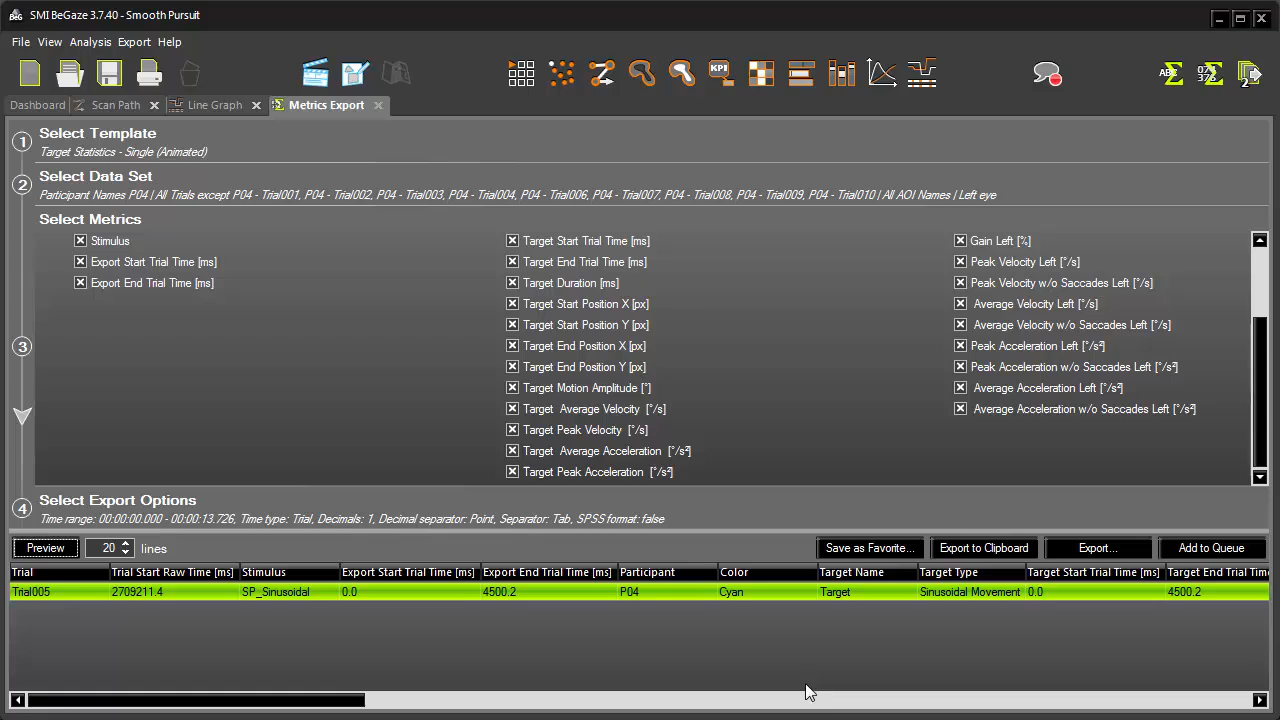 SMI BeGaze 3.7.40 - Smooth Pursuit
File View Analysis Export Help
Dashboard Scan Path Line Graph Metrics Export
1 Select Template
Target Statistics - Single (Animated)
2 Select Data Set
Participant Names P04 | All Trials except P04 - Trial001, P04 - Trial002, P04 - Trial003, P04 - Trial004, P04 - Trial006, P04 - Trial007, P04 - Trial008, P04 - Trial009, P04 - Trial010 | All AOI Names | Left eye
3 Select Metrics
Stimulus Target Start Trial Time [ms] Gain Left [%]
Export Start Trial Time [ms] Target End Trial Time [ms] Peak Velocity Left [°/s]
Export End Trial Time [ms] Target Duration [ms] Peak Velocity w/o Saccades Left [°/s]
Target Start Position X [px] Average Velocity Left [°/s]
Target Start Position Y [px] Average Velocity w/o Saccades Left [°/s]
Target End Position X [px] Peak Acceleration Left [°/s²]
Target End Position Y [px] Peak Acceleration w/o Saccades Left [°/s²]
Target Motion Amplitude [°] Average Acceleration Left [°/s²]
Target Average Velocity [°/s] Average Acceleration w/o Saccades Left [°/s²]
Target Peak Velocity [°/s]
Target Average Acceleration [°/s²]
Target Peak Acceleration [°/s²]
4 Select Export Options
Time range: 00:00:00.000 - 00:00:13.726, Time type: Trial, Decimals: 1, Decimal separator: Point, Separator: Tab, SPSS format: false
Preview 20 lines Save as Favorite... Export to Clipboard Export... Add to Queue
Trial Trial Start Raw Time [ms] Stimulus Export Start Trial Time [ms] Export End Trial Time [ms] Participant Color Target Name Target Type Target Start Trial Time [ms] Target End Trial Time
Trial005 2709211.4 SP_Sinusoidal 0.0 4500.2 P04 Cyan Target Sinusoidal Movement 0.0 4500.2